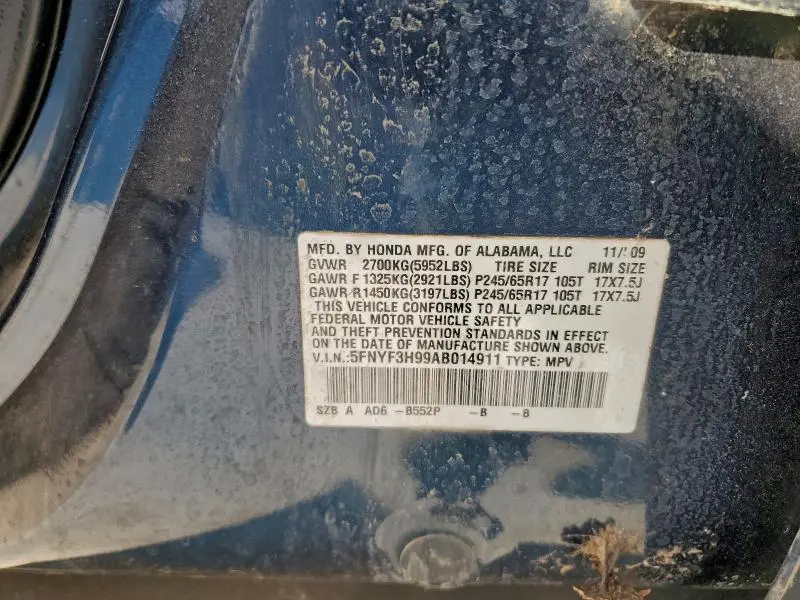 MFD. BY HONDA MFG. OF ALABAMA, LLC 11/09
GVWR 2700KG(5952LBS) TIRE SIZE RIM SIZE
GAWR F 1325KG(2921LBS) P245/65R17 105T 17X7.5J
GAWR R1450KG(3197LBS) P245/65R17 105T 17X7.5J
THIS VEHICLE CONFORMS TO ALL APPLICABLE
FEDERAL MOTOR VEHICLE SAFETY
AND THEFT PREVENTION STANDARDS IN EFFECT
ON THE DATE OF MANUFACTURE SHOWN ABOVE.
V.I.N.:5FNYF3H99AB014911 TYPE: MPV
SZB A AD6 -B552P -B -B